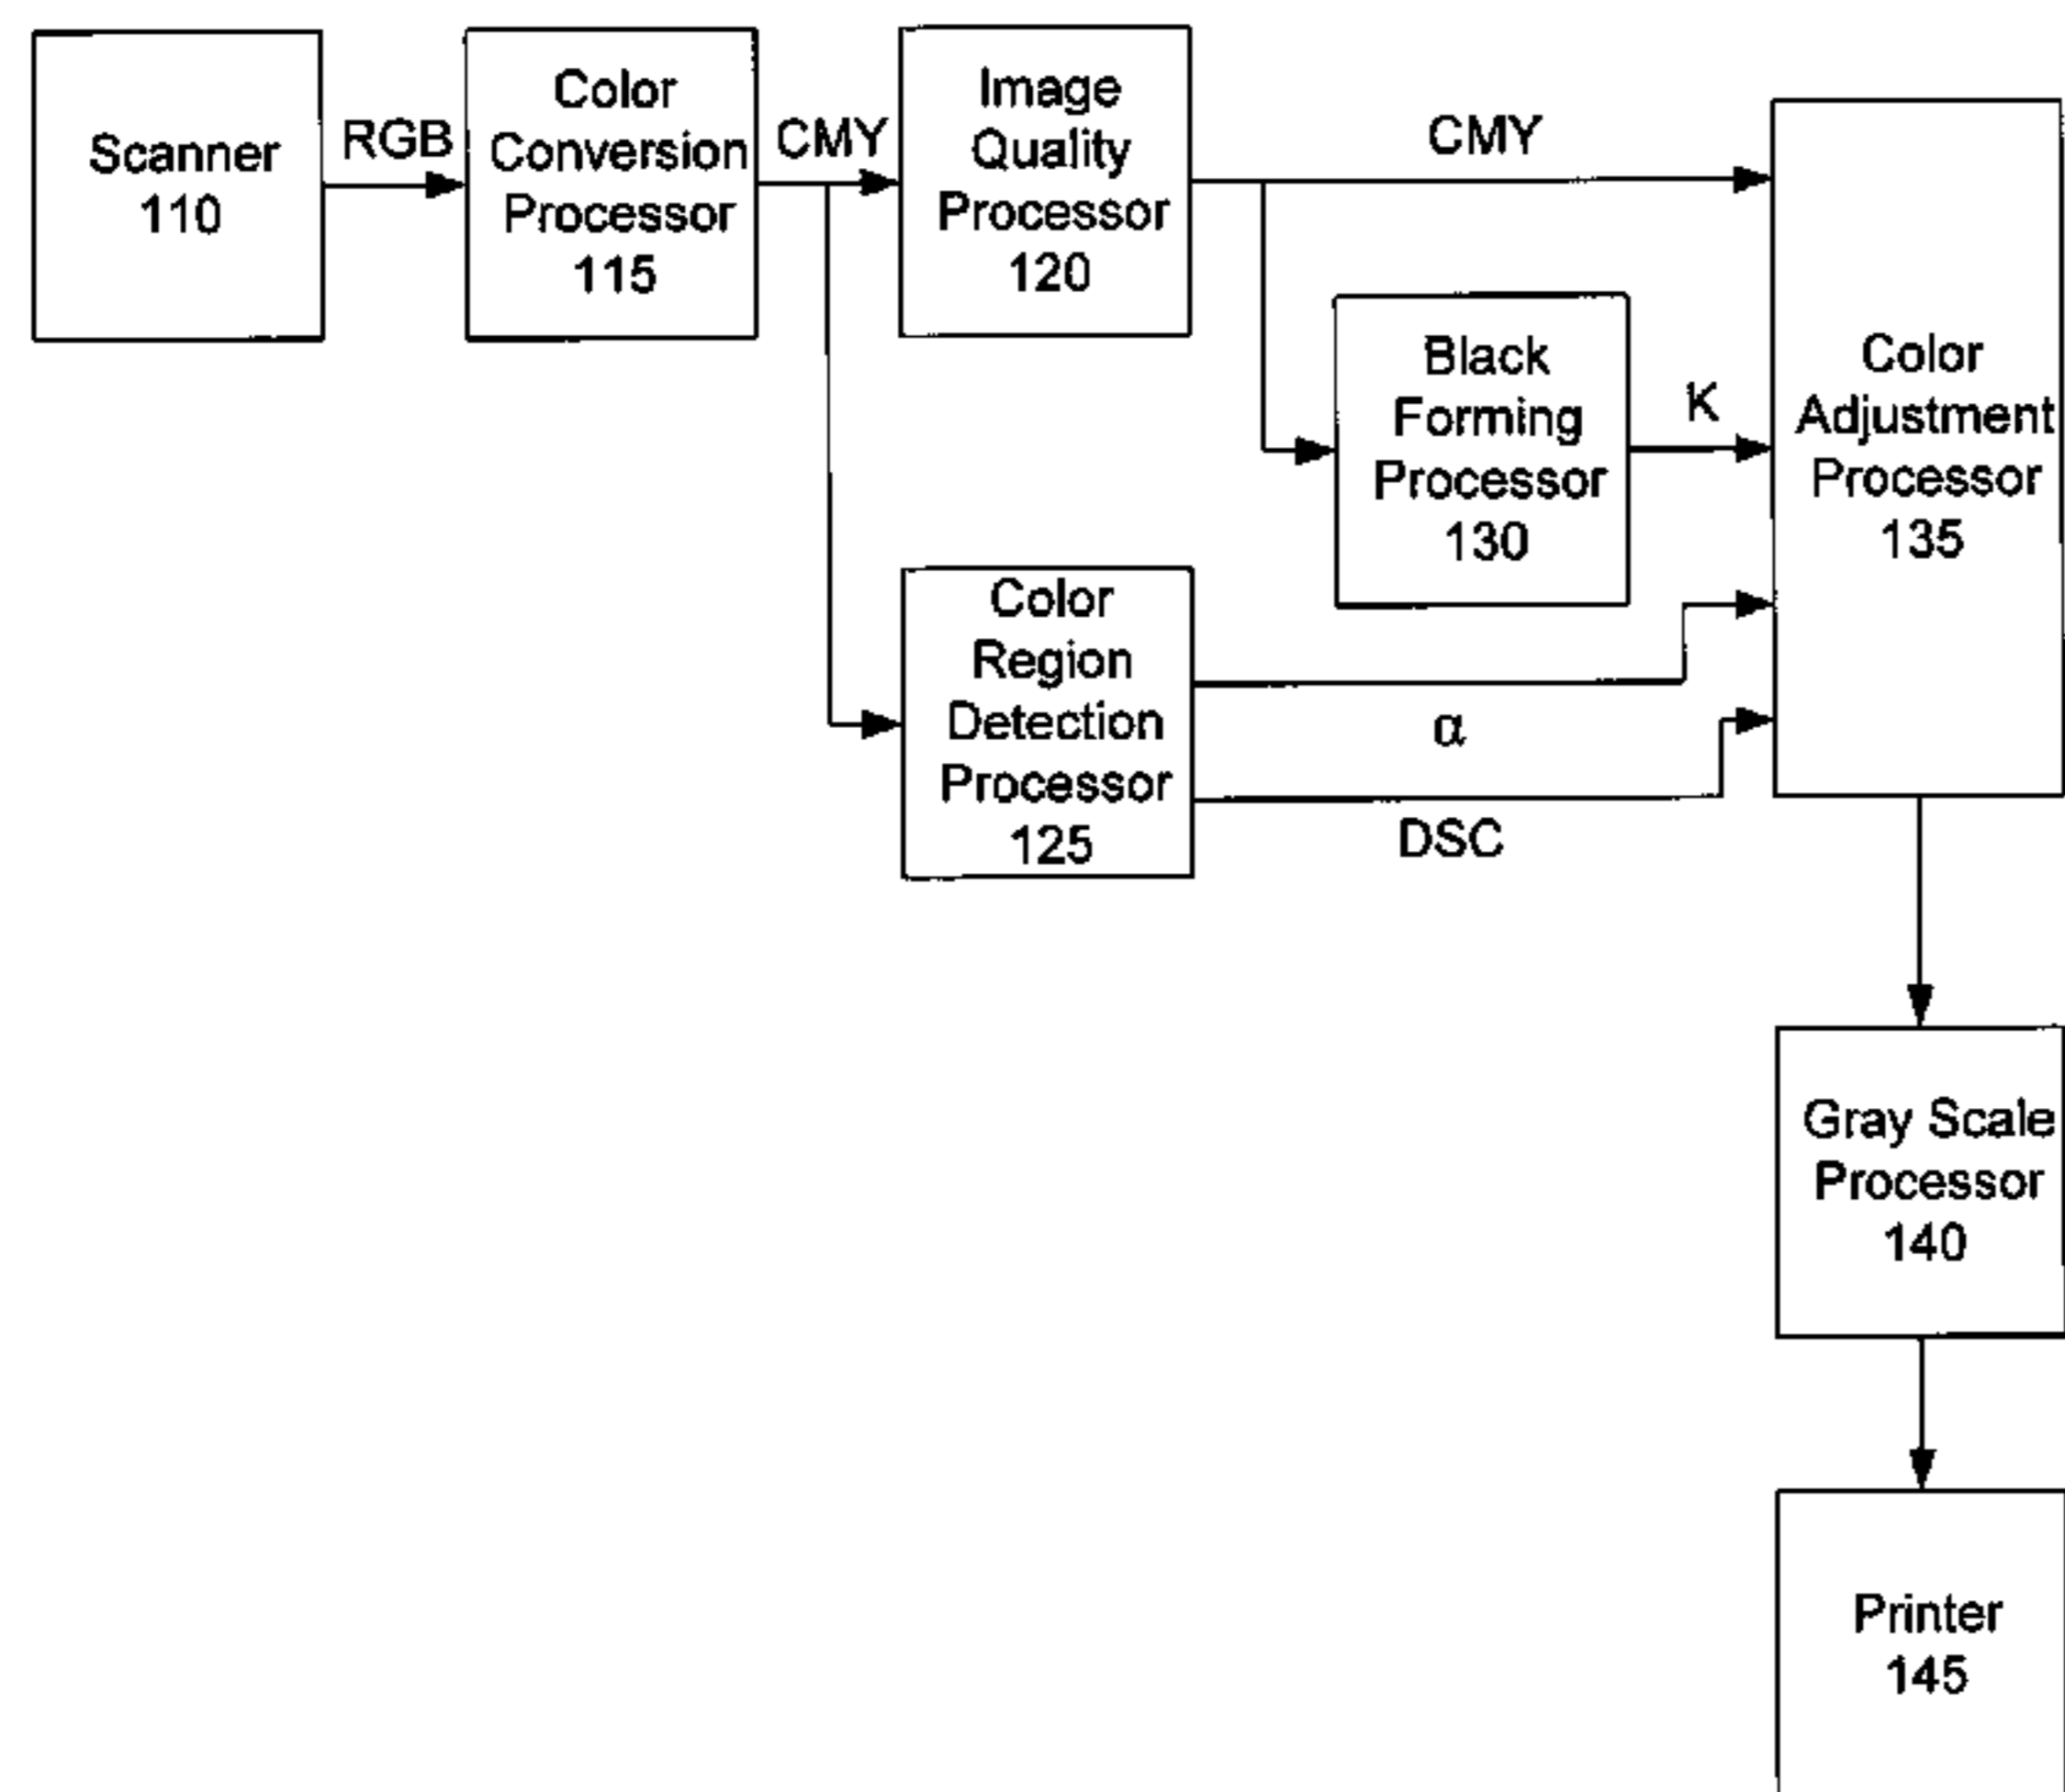 Scanner
110
RGB
Color
Conversion
Processor
115
CMY
Image
Quality
Processor
120
CMY
Black
Forming
Processor
130
K
Color
Adjustment
Processor
135
Color
Region
Detection
Processor
125
α
DSC
Gray Scale
Processor
140
Printer
145